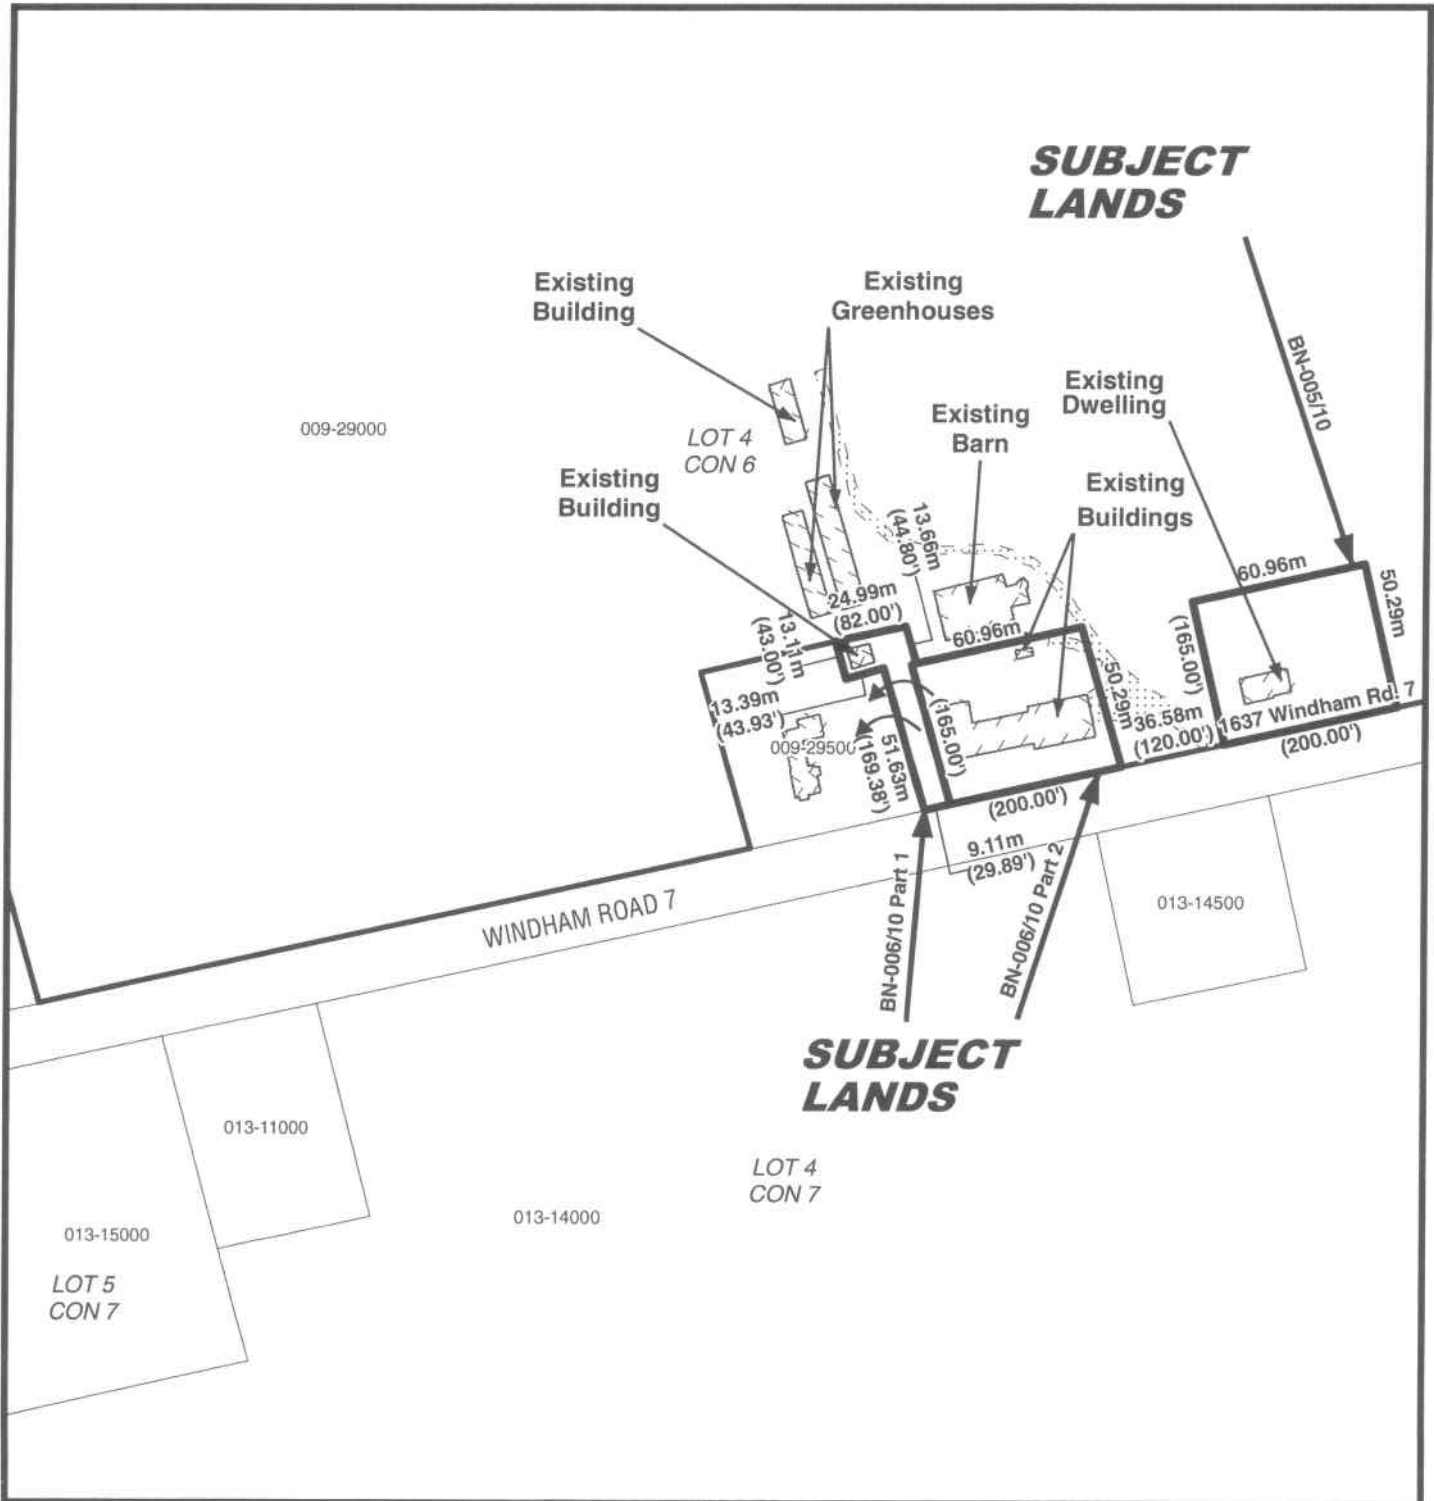 SUBJECT
LANDS
Existing
Building
Existing
Greenhouses
BN-005/10
Existing
Dwelling
009-29000
LOT 4
CON 6
Existing
Barn
Existing
Building
Existing
Buildings
13.66m
(44.80')
60.96m
50.29m
24.99m
(82.00')
13.11m
(43.00')
60.96m
(165.00')
13.39m
(43.93')
50.29m
36.58m
(120.00')
1637 Windham Rd. 7
(200.00')
009-29500
51.63m
(169.38')
(165.00')
(200.00')
9.11m
(29.89')
BN-006/10 Part 1
BN-006/10 Part 2
013-14500
WINDHAM ROAD 7
SUBJECT
LANDS
013-11000
LOT 4
CON 7
013-14000
013-15000
LOT 5
CON 7